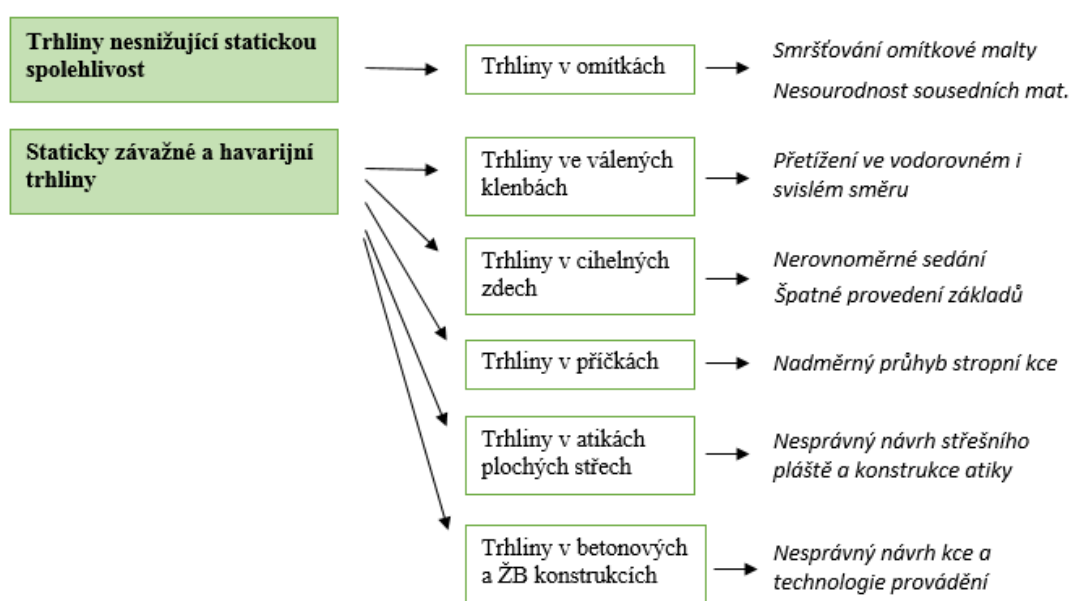 Trhliny nesnižující statickou
spolehlivost
Trhliny v omítkách
Smršťování omítkové malty
Nesourodnost sousedních mat.
Staticky závažné a havarijní
trhliny
Trhliny ve válených
klenbách
Přetížení ve vodorovném i
svislém směru
Trhliny v cihelných
zdech
Nerovnoměrné sedání
Špatné provedení základů
Trhliny v příčkách
Nadměrný průhyb stropní kce
Trhliny v atikách
plochých střech
Nesprávný návrh střešního
pláště a konstrukce atiky
Trhliny v betonových
a ŽB konstrukcích
Nesprávný návrh kce a
technologie provádění